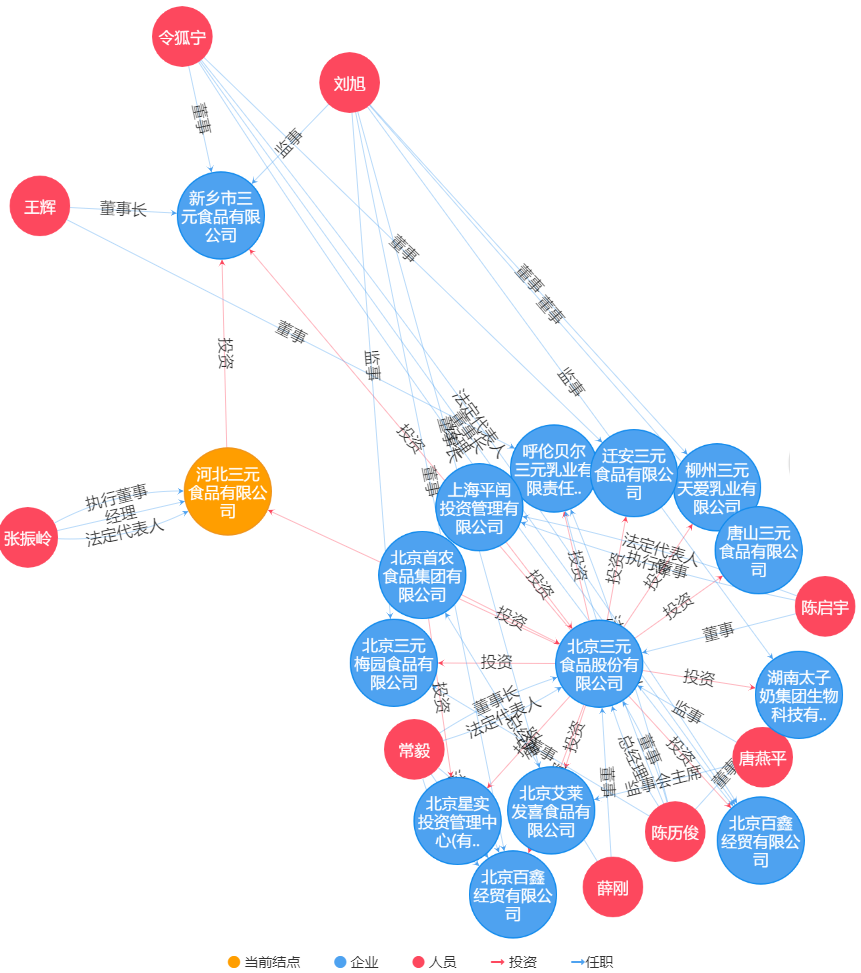 令狐宁
刘旭
董事
监事
新乡市三
元食品有限
公司
王辉
董事长
董事
董事
董事
董事
投资
监事
监事
投资
法定代表人
董事长
董事
呼伦贝尔
三元乳业有
限责任..
迁安三元
食品有限公
司
柳州三元
天爱乳业有
限公司
上海平闰
投资管理有
限公司
河北三元
食品有限公
司
执行董事
经理
法定代表人
张振岭
唐山三元
食品有限公
司
北京首农
食品集团有
限公司
法定代表人
执行董事
投资
投资
投资
投资
投资
投资
陈启宇
董事
北京三元
食品股份有
限公司
北京三元
梅园食品有
限公司
投资
投资
湖南太子
奶集团生物
科技有..
投资
董事长
法定代表人
监事
常毅
投资
投资
董事
总经理
董事
监事会主席
董事
唐燕平
北京星实
投资管理中
心(有..
北京艾莱
发喜食品有
限公司
陈历俊
北京百鑫
经贸有限公
司
北京百鑫
经贸有限公
司
薛刚
当前结点
企业
人员
投资
任职